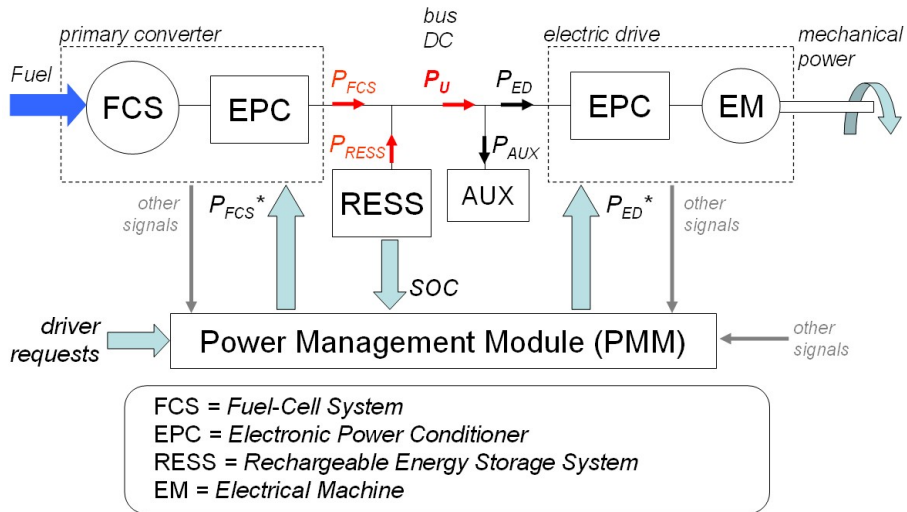 primary converter
bus
DC
electric drive
mechanical
power
Fuel
FCS
EPC
P_FCS
P_U
P_ED
EPC
EM
P_RESS
P_AUX
RESS
AUX
other
signals
P_FCS*
SOC
P_ED*
other
signals
driver
requests
Power Management Module (PMM)
other
signals
FCS = Fuel-Cell System
EPC = Electronic Power Conditioner
RESS = Rechargeable Energy Storage System
EM = Electrical Machine